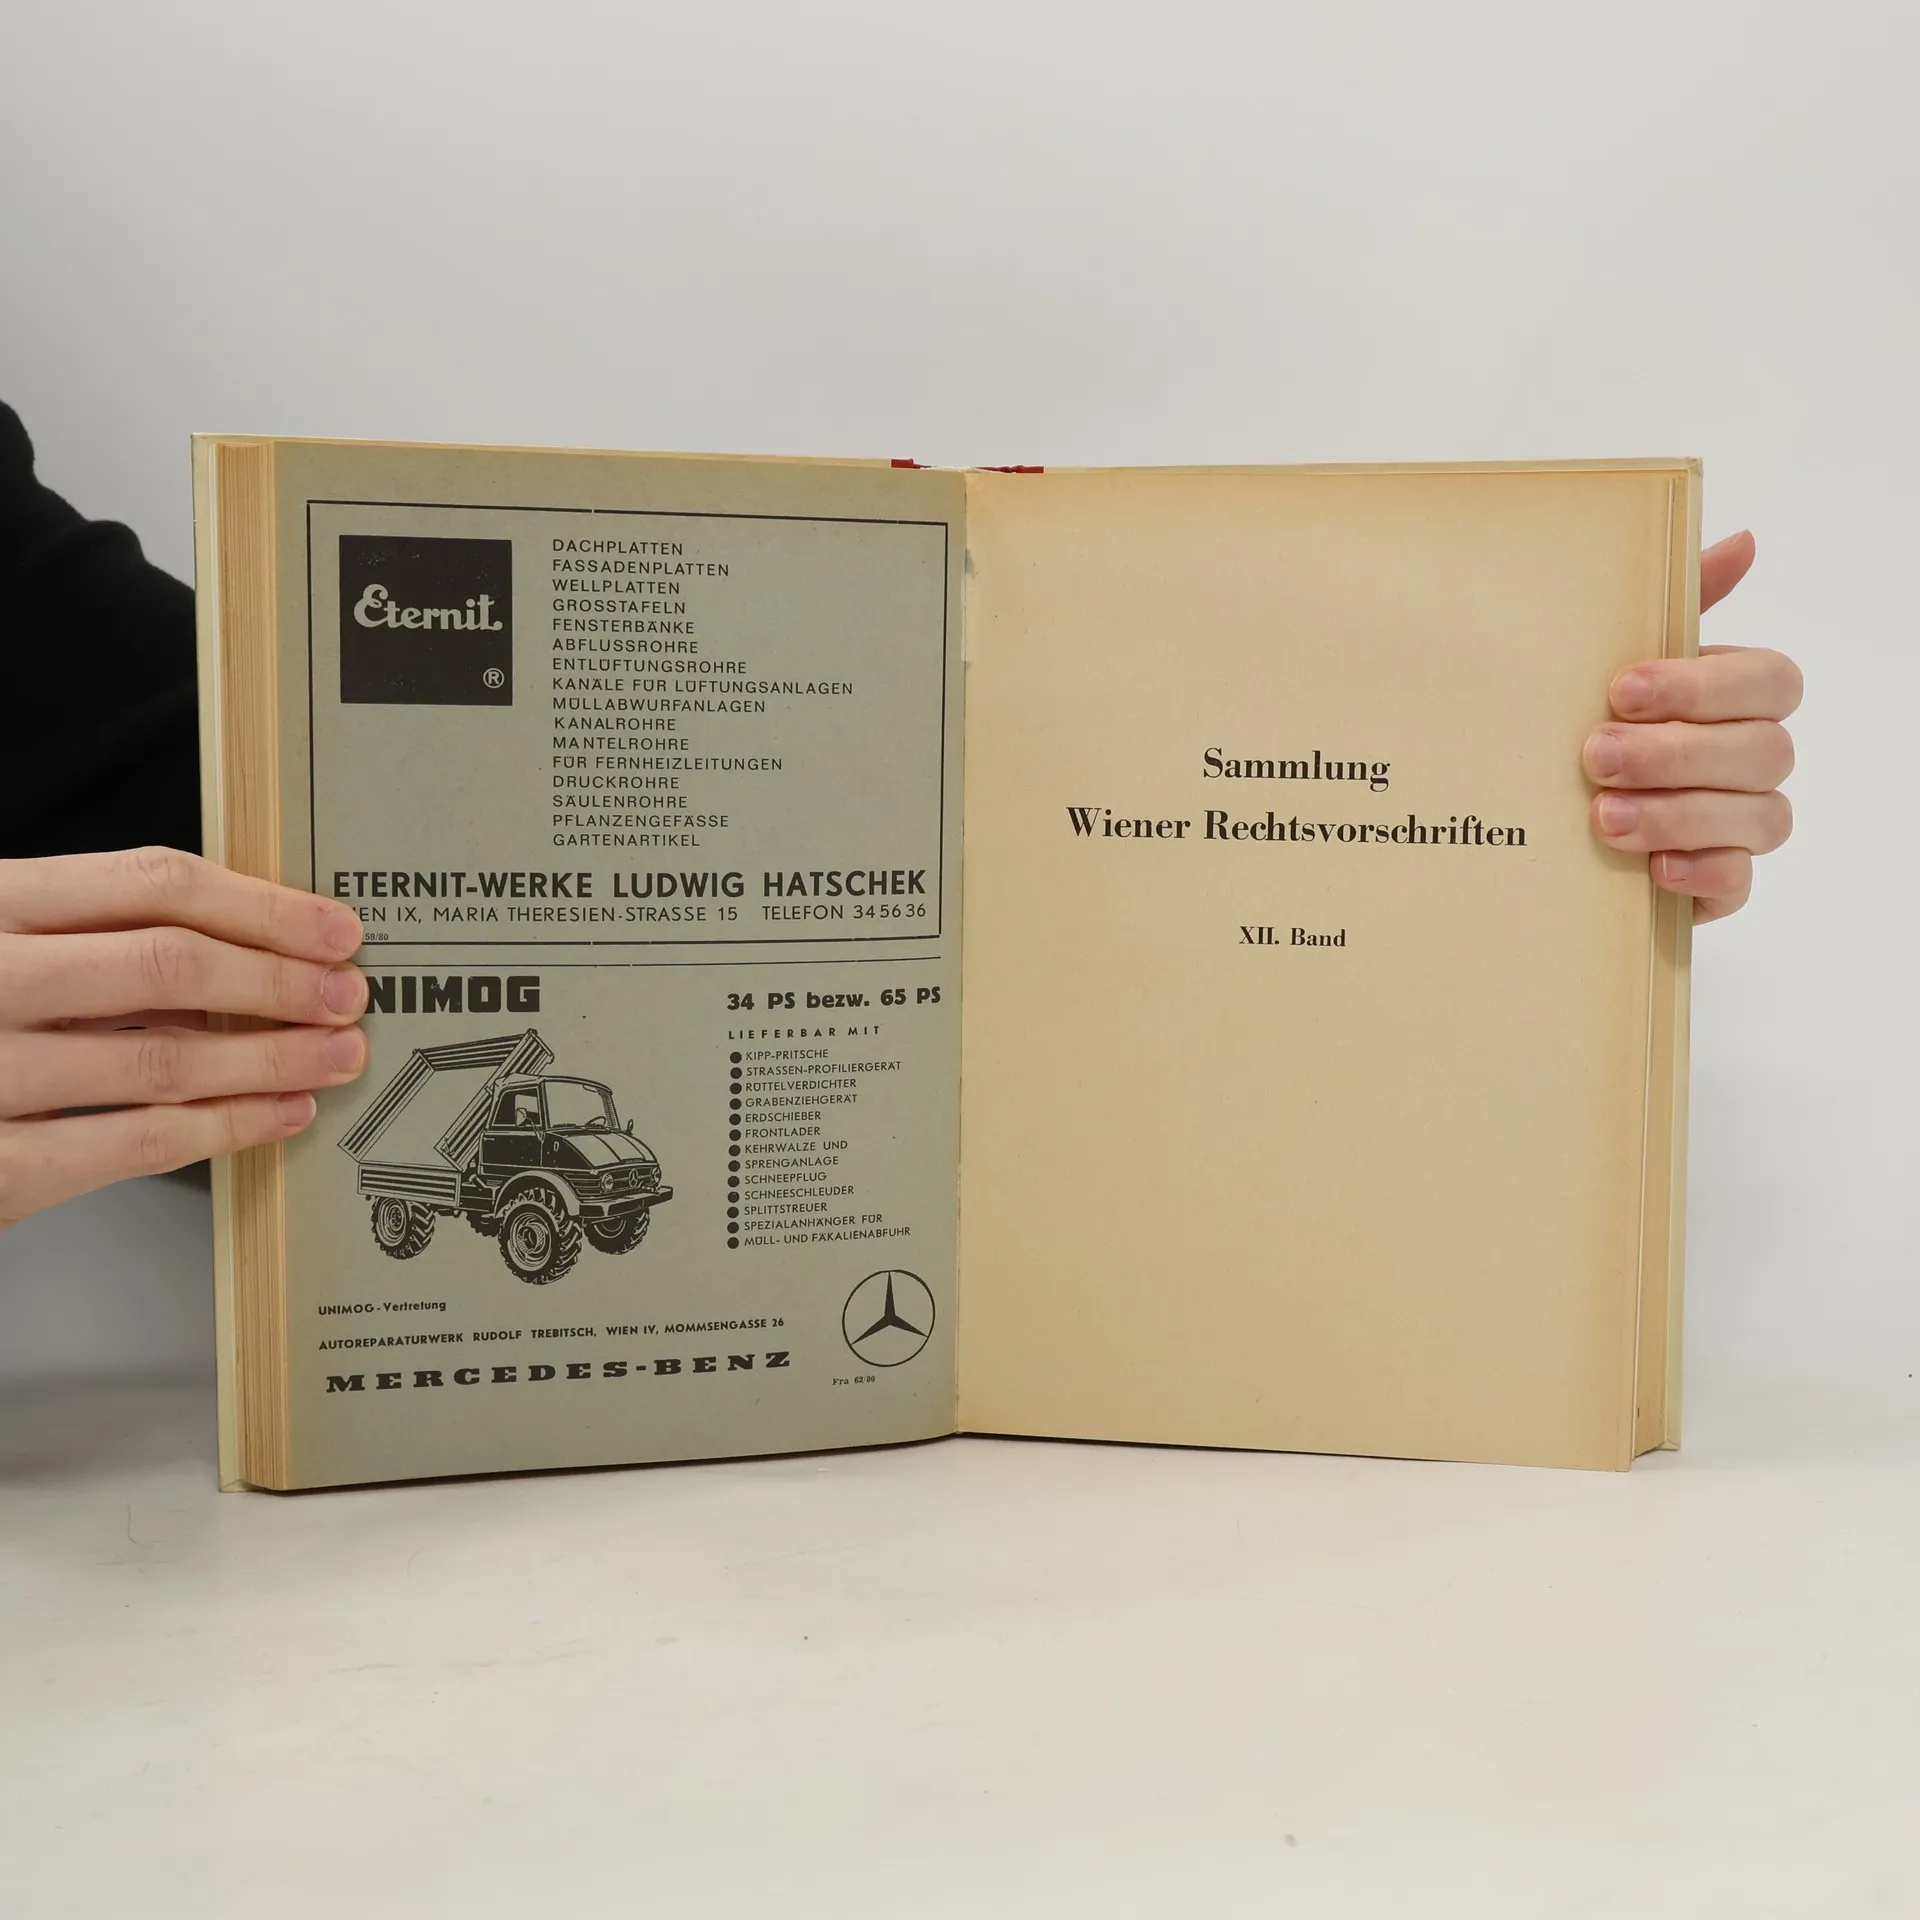 Eternit
®
DACHPLATTEN
FASSADENPLATTEN
WELLPLATTEN
GROSSTAFELN
FENSTERBÄNKE
ABFLUSSROHRE
ENTLÜFTUNGSROHRE
KANÄLE FÜR LÜFTUNGSANLAGEN
MÜLLABWURFANLAGEN
KANALROHRE
MANTELROHRE
FÜR FERNHEIZLEITUNGEN
DRUCKROHRE
SÄULENROHRE
PFLANZENGEFÄSSE
GARTENARTIKEL
ETERNIT-WERKE LUDWIG HATSCHEK
IEN IX, MARIA THERESIEN-STRASSE 15 TELEFON 34 56 36
59/80
NIMOG
34 PS bezw. 65 PS
LIEFERBAR MIT
● KIPP-PRITSCHE
● STRASSEN-PROFILIERGERÄT
● RÜTTELVERDICHTER
● GRABENZIEHGERÄT
● ERDSCHIEBER
● FRONTLADER
● KEHRWALZE UND
● SPRENGANLAGE
● SCHNEEPFLUG
● SCHNEESCHLEUDER
● SPLITTSTREUER
● SPEZIALANHÄNGER FÜR
● MÜLL- UND FÄKALIENABFUHR
UNIMOG-Vertretung
AUTOREPARATURWERK RUDOLF TREBITSCH, WIEN IV, MOMMSENGASSE 26
MERCEDES-BENZ
Fra 62/80
Sammlung
Wiener Rechtsvorschriften
XII. Band